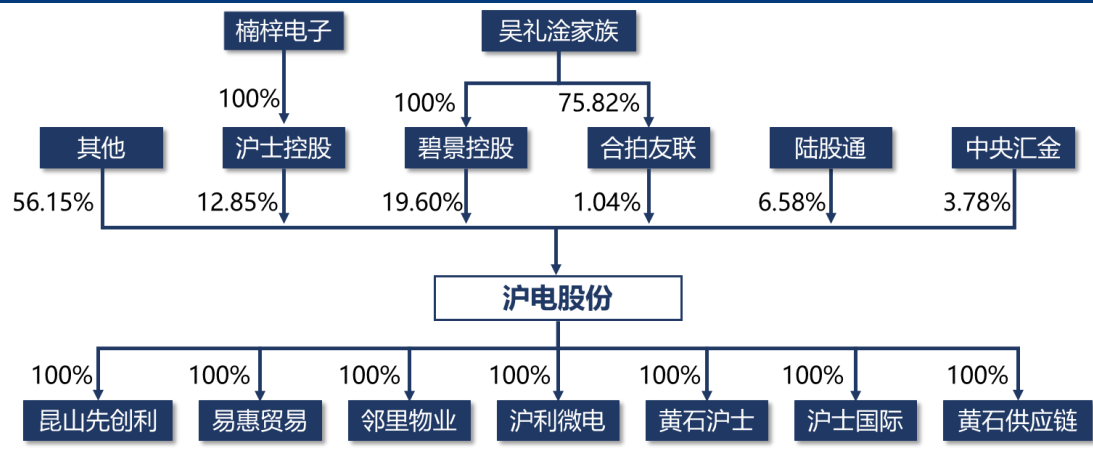 楠梓电子
吴礼淦家族
100%
100%
75.82%
其他
沪士控股
碧景控股
合拍友联
陆股通
中央汇金
56.15%
12.85%
19.60%
1.04%
6.58%
3.78%
沪电股份
100%
100%
100%
100%
100%
100%
100%
昆山先创利
易惠贸易
邻里物业
沪利微电
黄石沪士
沪士国际
黄石供应链